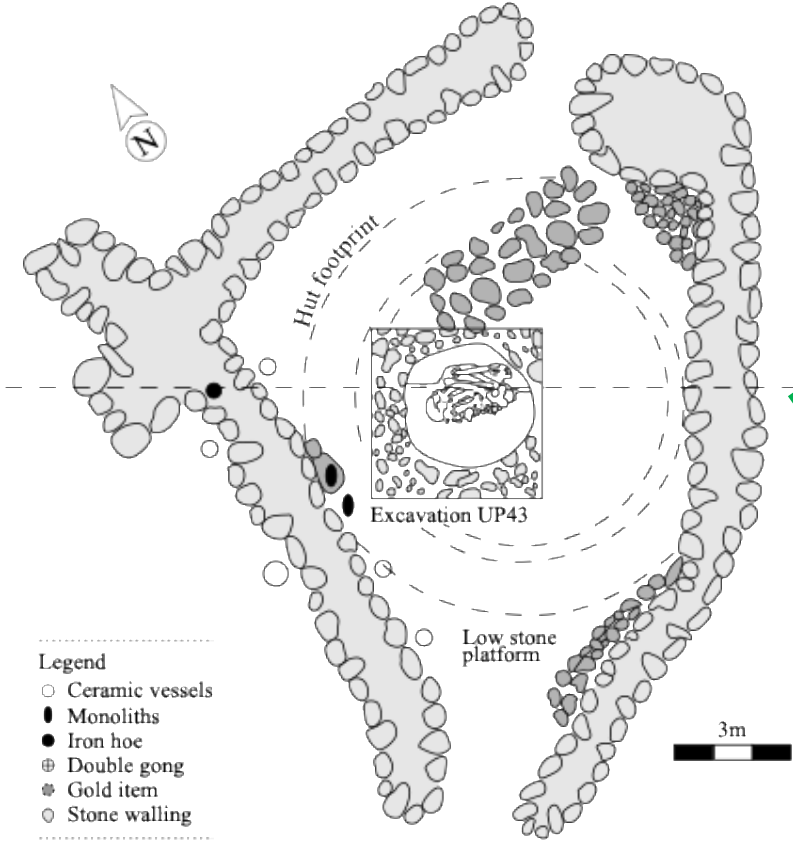 N
Hut footprint
Excavation UP43
Low stone
platform
Legend
Ceramic vessels
Monoliths
Iron hoe
Double gong
Gold item
Stone walling
3m